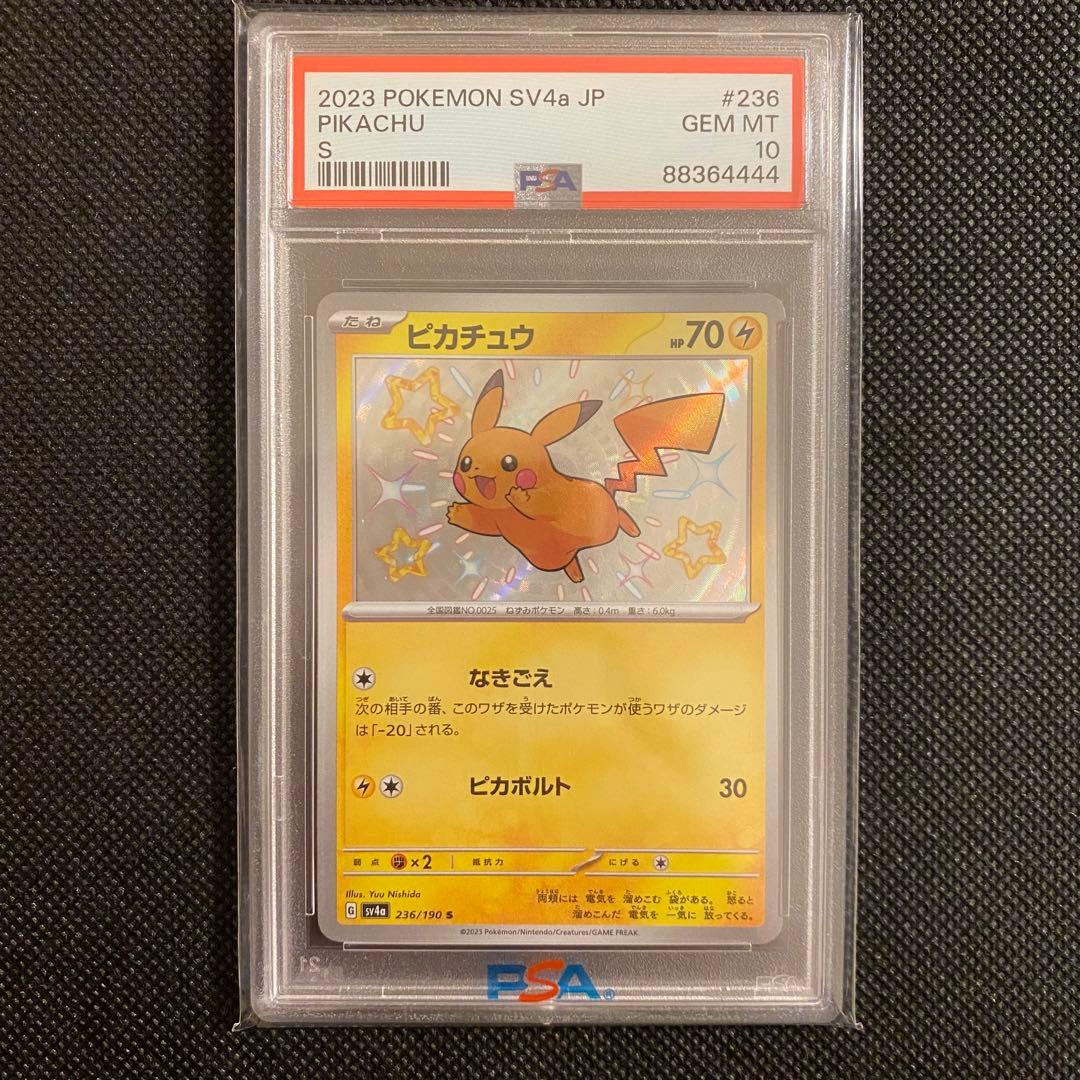 2023 POKEMON SV4a JP #236
PIKACHU GEM MT
S 10
88364444
PSA
たね ピカチュウ HP 70
全国図鑑NO.0025 ねずみポケモン 高さ:0.4m 重さ:6.0kg
なきごえ
次の相手の番、このワザを受けたポケモンが使うワザのダメージ
は「-20」される。
ピカボルト 30
弱点 ×2 抵抗力 にげる
Illus. Yuu Nishida
両頬には 電気を 溜めこむ 袋がある。 怒ると
溜めこんだ 電気を 一気に 放ってくる。
G sv4a 236/190 S
©2023 Pokémon/Nintendo/Creatures/GAME FREAK.
PSA®